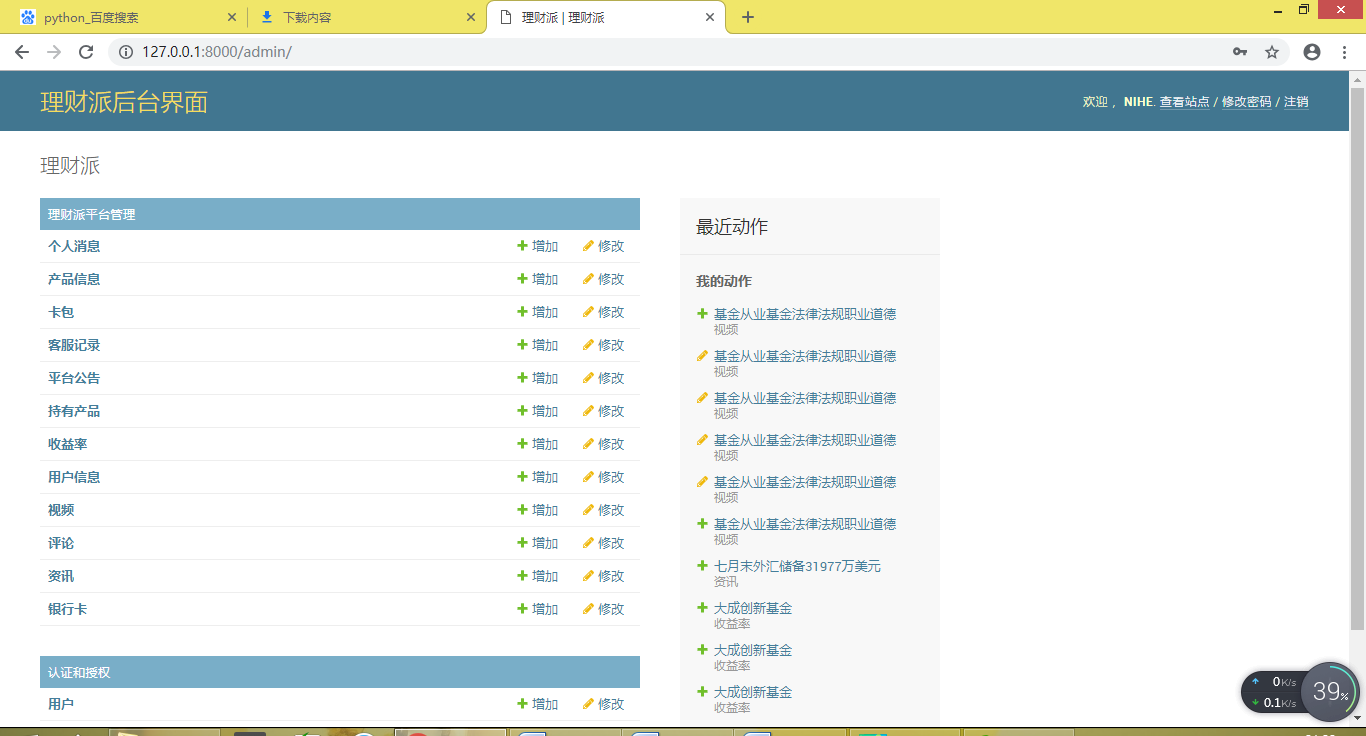 python_百度搜索
下载内容
理财派 | 理财派
127.0.0.1:8000/admin/
理财派后台界面
欢迎， NIHE. 查看站点 / 修改密码 / 注销
理财派
理财派平台管理
个人消息 增加 修改
产品信息 增加 修改
卡包 增加 修改
客服记录 增加 修改
平台公告 增加 修改
持有产品 增加 修改
收益率 增加 修改
用户信息 增加 修改
视频 增加 修改
评论 增加 修改
资讯 增加 修改
银行卡 增加 修改
认证和授权
用户 增加 修改
最近动作
我的动作
基金从业基金法律法规职业道德
视频
基金从业基金法律法规职业道德
视频
基金从业基金法律法规职业道德
视频
基金从业基金法律法规职业道德
视频
基金从业基金法律法规职业道德
视频
基金从业基金法律法规职业道德
视频
七月末外汇储备31977万美元
资讯
大成创新基金
收益率
大成创新基金
收益率
大成创新基金
收益率
0K/s
0.1K/s
39%